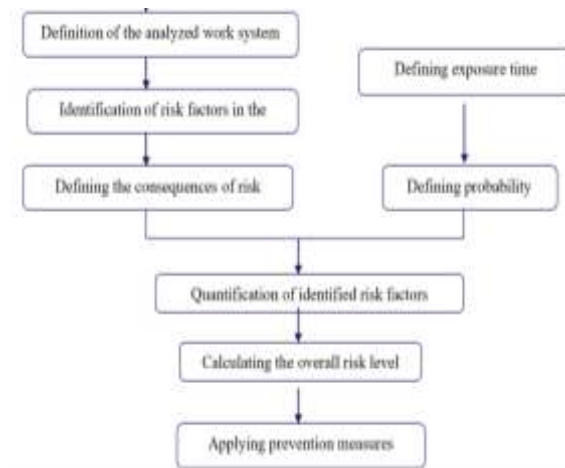 Definition of the analyzed work system
Defining exposure time
Identification of risk factors in the
Defining the consequences of risk
Defining probability
Quantification of identified risk factors
Calculating the overall risk level
Applying prevention measures